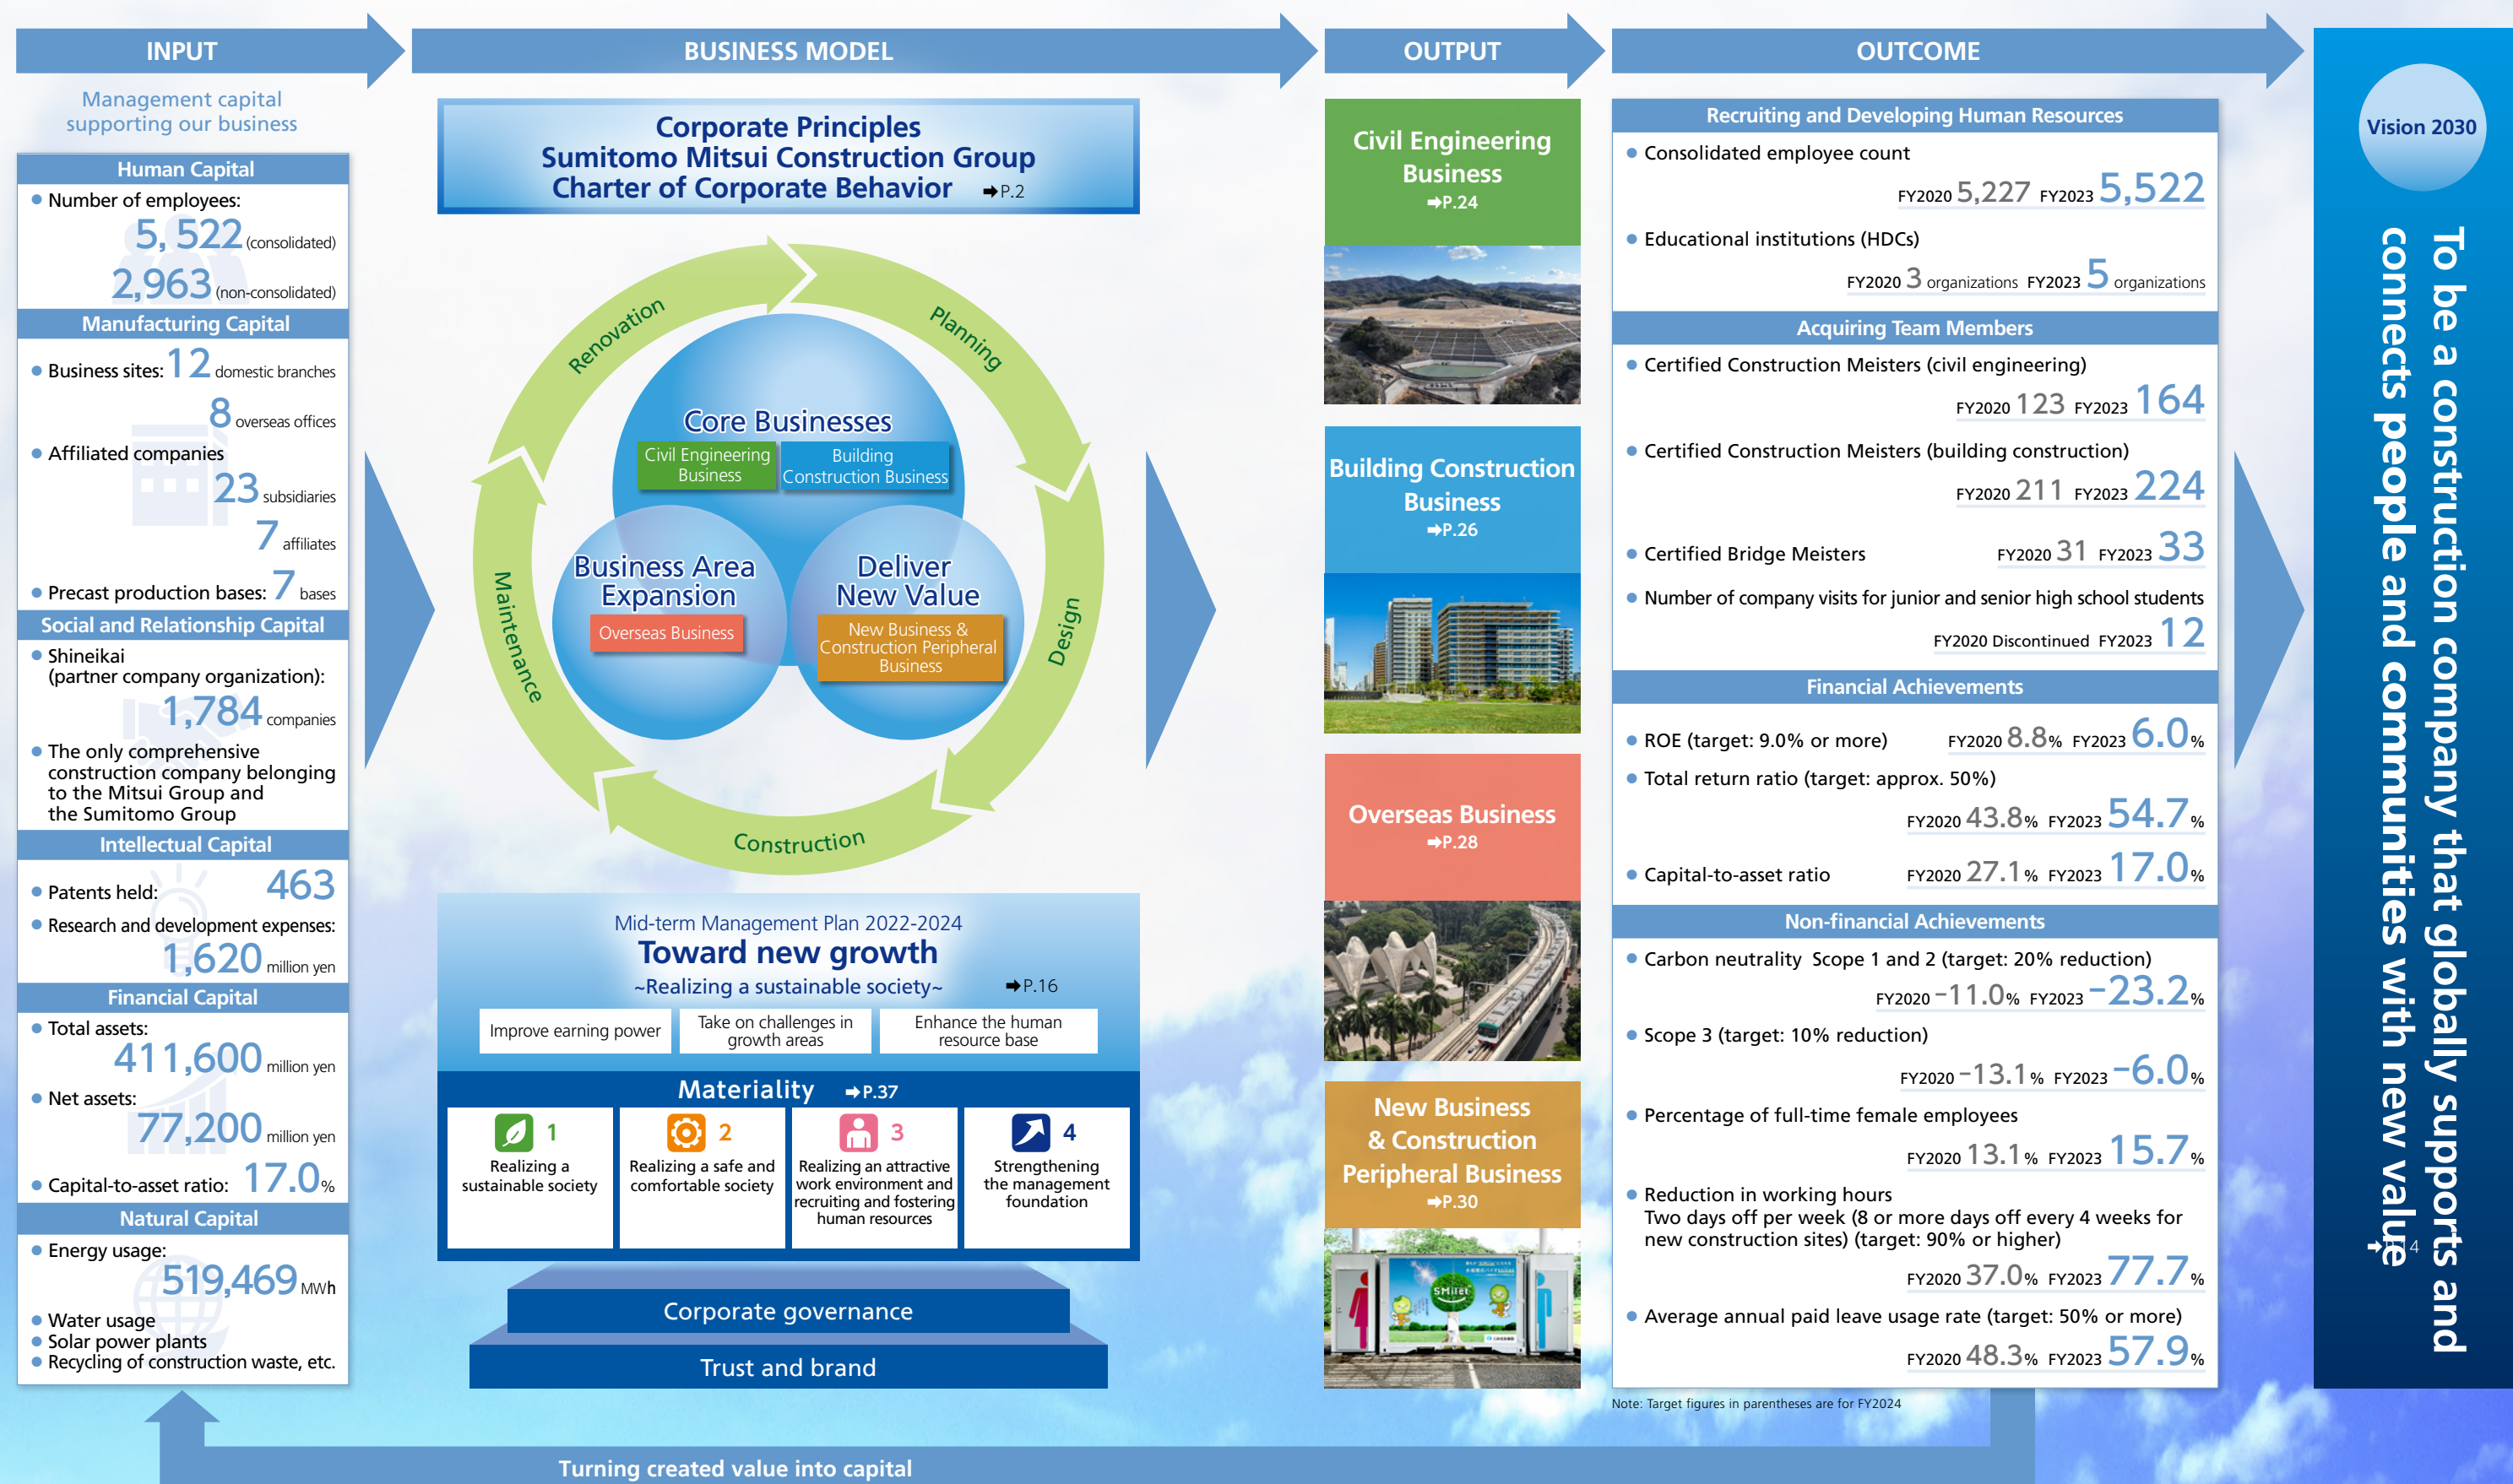 INPUT
Management capital
supporting our business
Human Capital
● Number of employees:
5, 522 (consolidated)
2,963 (non-consolidated)
Manufacturing Capital
● Business sites: 12 domestic branches
8 overseas offices
● Affiliated companies
23 subsidiaries
7 affiliates
● Precast production bases: 7 bases
Social and Relationship Capital
● Shineikai
(partner company organization):
1,784 companies
● The only comprehensive
construction company belonging
to the Mitsui Group and
the Sumitomo Group
Intellectual Capital
● Patents held: 463
● Research and development expenses:
1,620 million yen
Financial Capital
● Total assets:
411,600 million yen
● Net assets:
77,200 million yen
● Capital-to-asset ratio: 17.0%
Natural Capital
● Energy usage:
519,469 MWh
● Water usage
● Solar power plants
● Recycling of construction waste, etc.
BUSINESS MODEL
Corporate Principles
Sumitomo Mitsui Construction Group
Charter of Corporate Behavior ➡P.2
Renovation
Planning
Design
Construction
Maintenance
Core Businesses
Civil Engineering
Business
Building
Construction Business
Business Area
Expansion
Overseas Business
Deliver
New Value
New Business &
Construction Peripheral
Business
Mid-term Management Plan 2022-2024
Toward new growth
~Realizing a sustainable society~ ➡P.16
Improve earning power
Take on challenges in
growth areas
Enhance the human
resource base
Materiality ➡P.37
1
Realizing a
sustainable society
2
Realizing a safe and
comfortable society
3
Realizing an attractive
work environment and
recruiting and fostering
human resources
4
Strengthening
the management
foundation
Corporate governance
Trust and brand
OUTPUT
Civil Engineering
Business
➡P.24
Building Construction
Business
➡P.26
Overseas Business
➡P.28
New Business
& Construction
Peripheral Business
➡P.30
SMilet
OUTCOME
Recruiting and Developing Human Resources
● Consolidated employee count
FY2020 5,227 FY2023 5,522
● Educational institutions (HDCs)
FY2020 3 organizations FY2023 5 organizations
Acquiring Team Members
● Certified Construction Meisters (civil engineering)
FY2020 123 FY2023 164
● Certified Construction Meisters (building construction)
FY2020 211 FY2023 224
● Certified Bridge Meisters FY2020 31 FY2023 33
● Number of company visits for junior and senior high school students
FY2020 Discontinued FY2023 12
Financial Achievements
● ROE (target: 9.0% or more) FY2020 8.8% FY2023 6.0%
● Total return ratio (target: approx. 50%)
FY2020 43.8% FY2023 54.7%
● Capital-to-asset ratio FY2020 27.1% FY2023 17.0%
Non-financial Achievements
● Carbon neutrality Scope 1 and 2 (target: 20% reduction)
FY2020 −11.0% FY2023 −23.2%
● Scope 3 (target: 10% reduction)
FY2020 −13.1% FY2023 −6.0%
● Percentage of full-time female employees
FY2020 13.1% FY2023 15.7%
● Reduction in working hours
Two days off per week (8 or more days off every 4 weeks for
new construction sites) (target: 90% or higher)
FY2020 37.0% FY2023 77.7%
● Average annual paid leave usage rate (target: 50% or more)
FY2020 48.3% FY2023 57.9%
Note: Target figures in parentheses are for FY2024
Vision 2030
To be a construction company that globally supports and
connects people and communities with new value
Turning created value into capital